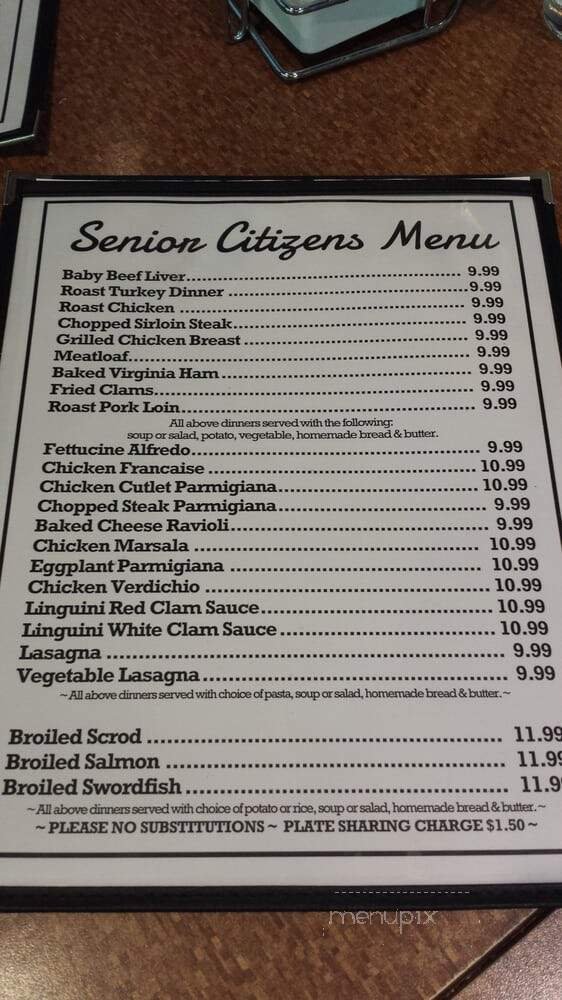 Senior Citizens Menu
Baby Beef Liver.................................................................. 9.99
Roast Turkey Dinner ..........................................................9.99
Roast Chicken .................................................................... 9.99
Chopped Sirloin Steak........................................................ 9.99
Grilled Chicken Breast ....................................................... 9.99
Meatloaf.............................................................................. 9.99
Baked Virginia Ham ........................................................... 9.99
Fried Clams......................................................................... 9.99
Roast Pork Loin................................................................... 9.99
All above dinners served with the following:
soup or salad, potato, vegetable, homemade bread & butter.
Fettucine Alfredo................................................................ 9.99
Chicken Francaise .............................................................. 10.99
Chicken Cutlet Parmigiana.................................................. 10.99
Chopped Steak Parmigiana.................................................. 9.99
Baked Cheese Ravioli.......................................................... 9.99
Chicken Marsala ................................................................. 10.99
Eggplant Parmigiana .......................................................... 10.99
Chicken Verdichio ............................................................... 10.99
Linguini Red Clam Sauce..................................................... 10.99
Linguini White Clam Sauce .................................................. 10.99
Lasagna ............................................................................... 9.99
Vegetable Lasagna............................................................... 9.99
~All above dinners served with choice of pasta, soup or salad, homemade bread & butter.~
Broiled Scrod ...................................................................... 11.99
Broiled Salmon .................................................................... 11.99
Broiled Swordfish ................................................................ 11.9
~All above dinners served with choice of potato or rice, soup or salad, homemade bread & butter.~
~ PLEASE NO SUBSTITUTIONS ~ PLATE SHARING CHARGE $1.50 ~
menupix